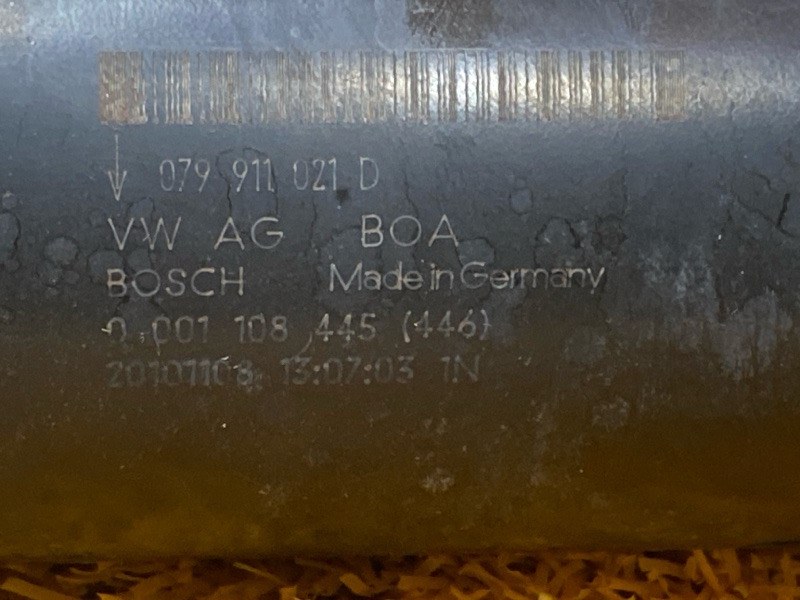 079 911 021 D
VW AG BOA
BOSCH Made in Germany
0 001 108 445 (446)
20101108 13:07:03 1N